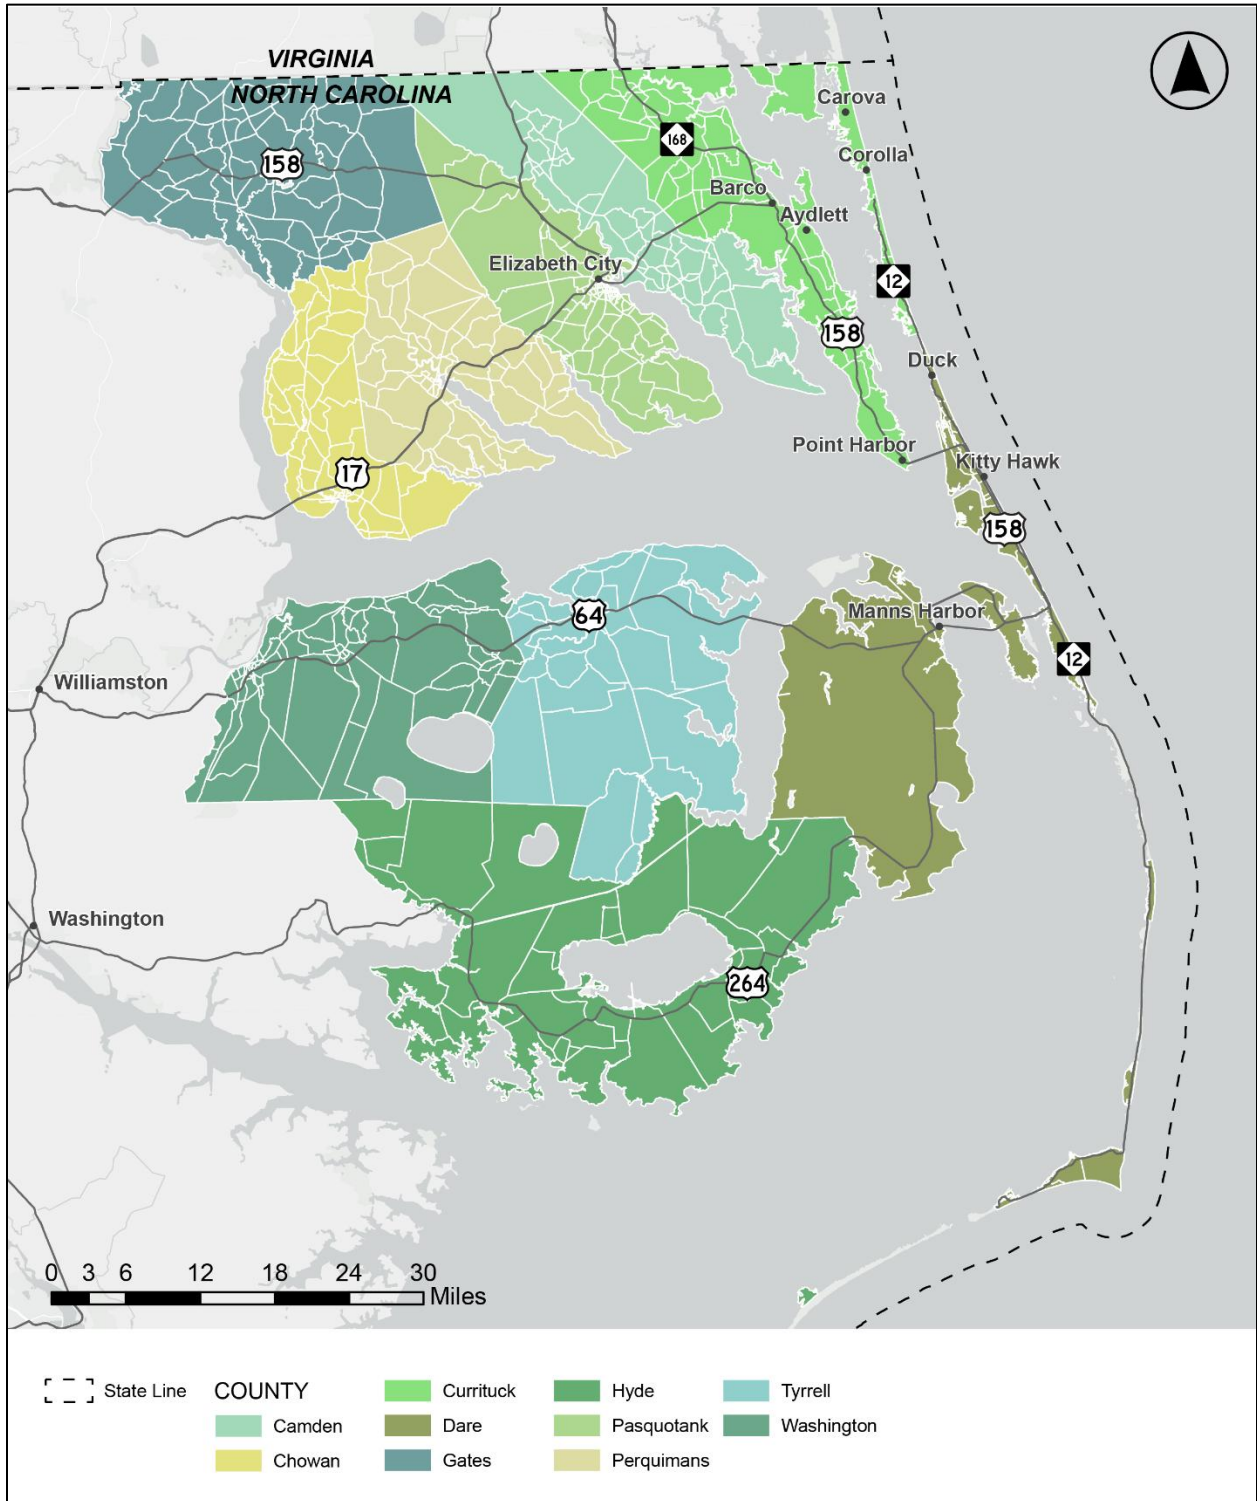 VIRGINIA
NORTH CAROLINA
Carova
168
Corolla
158
Barco
Aydlett
Elizabeth City
12
158
Duck
Point Harbor
Kitty Hawk
17
158
64
Manns Harbor
12
Williamston
Washington
264
0 3 6 12 18 24 30
Miles
State Line
COUNTY
Currituck
Hyde
Tyrrell
Camden
Dare
Pasquotank
Washington
Chowan
Gates
Perquimans